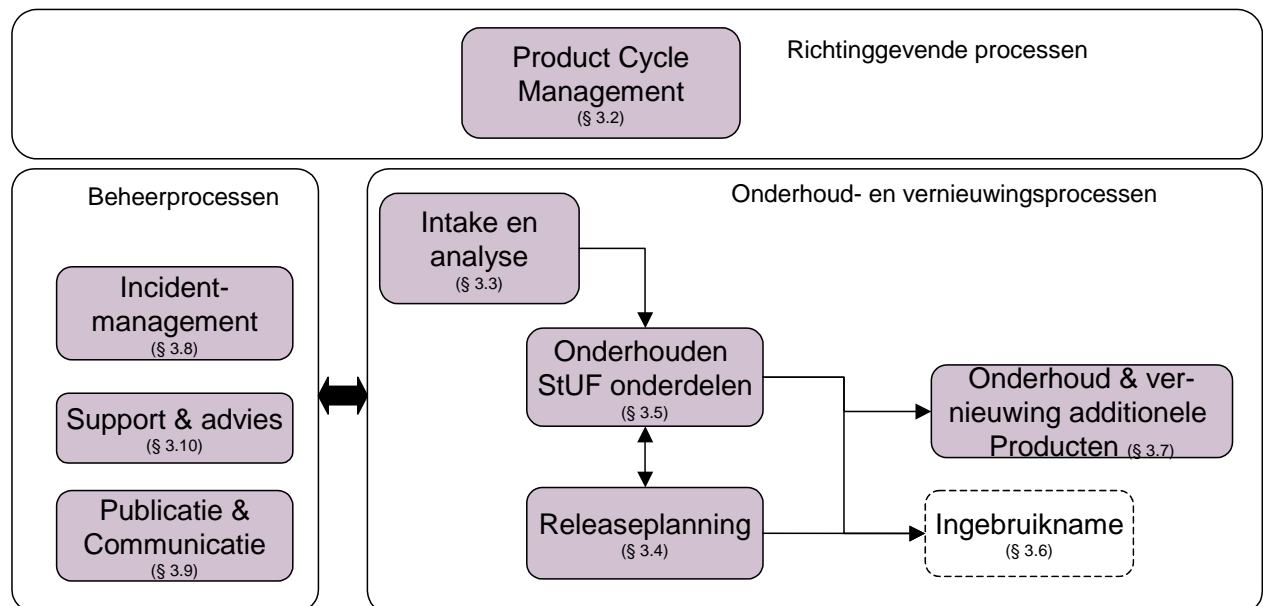 Richtinggevende processen
Product Cycle
Management
(§ 3.2)
Beheerprocessen
Incident-
management
(§ 3.8)
Support & advies
(§ 3.10)
Publicatie &
Communicatie
(§ 3.9)
Onderhoud- en vernieuwingsprocessen
Intake en
analyse
(§ 3.3)
Onderhouden
StUF onderdelen
(§ 3.5)
Onderhoud & ver-
nieuwing additionele
Producten (§ 3.7)
Releaseplanning
(§ 3.4)
Ingebruikname
(§ 3.6)